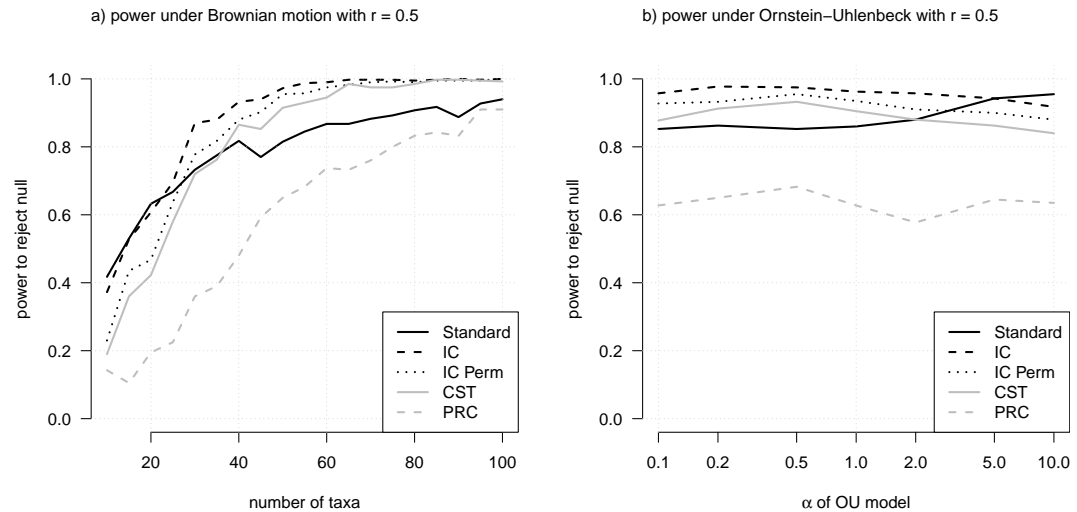 a) power under Brownian motion with r = 0.5
power to reject null
1.0
0.8
0.6
0.4
0.2
0.0
Standard
IC
IC Perm
CST
PRC
20 40 60 80 100
number of taxa
b) power under Ornstein−Uhlenbeck with r = 0.5
power to reject null
1.0
0.8
0.6
0.4
0.2
0.0
Standard
IC
IC Perm
CST
PRC
0.1 0.2 0.5 1.0 2.0 5.0 10.0
α of OU model